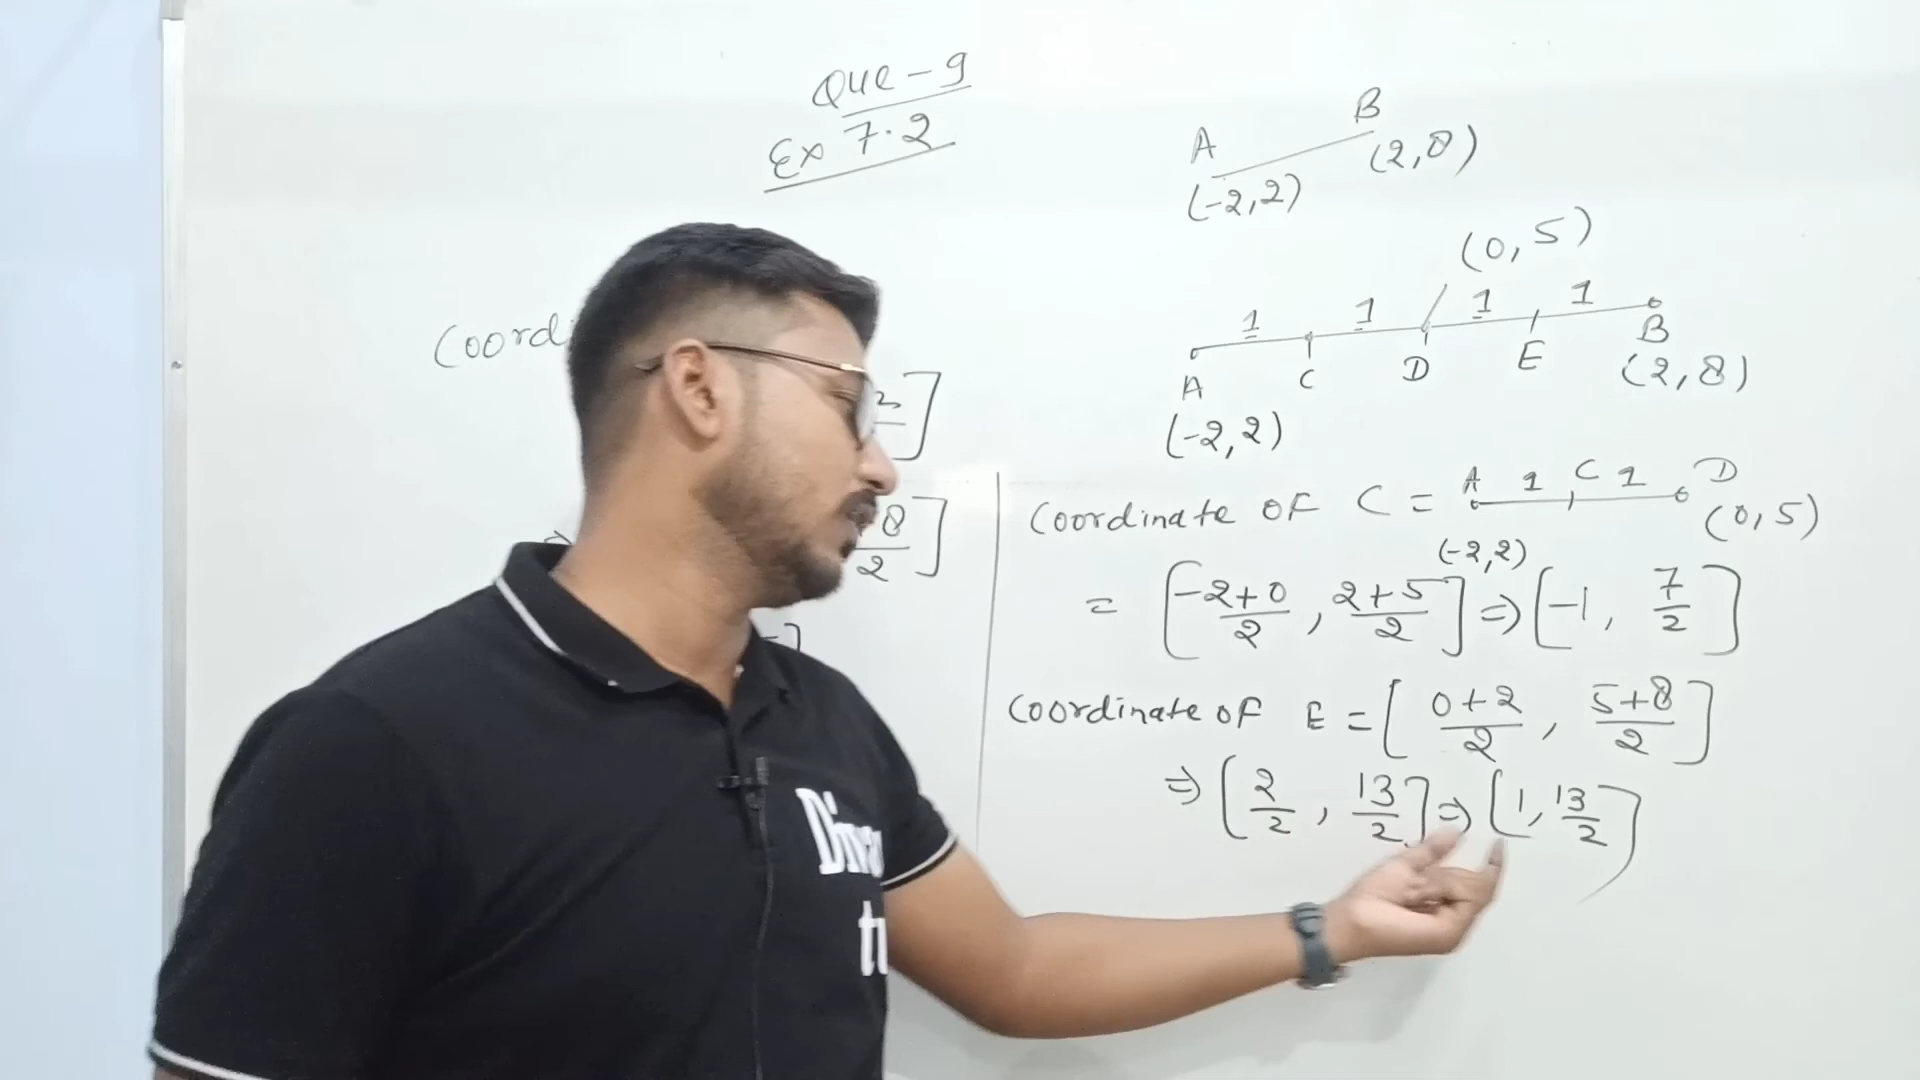 Que - 9
Ex 7.2
A
B
(-2,2)
(2,8)
(0,5)
1 1 1 1
A C D E B
(-2,2)
(2,8)
8
2
Coordinate OF C = A 1 C 1 D
(-2,2) (0,5)
= [-2+0/2, 2+5/2] ⇒ [-1, 7/2]
Coordinate OF E = [0+2/2, 5+8/2]
⇒ [2/2, 13/2] ⇒ [1, 13/2]